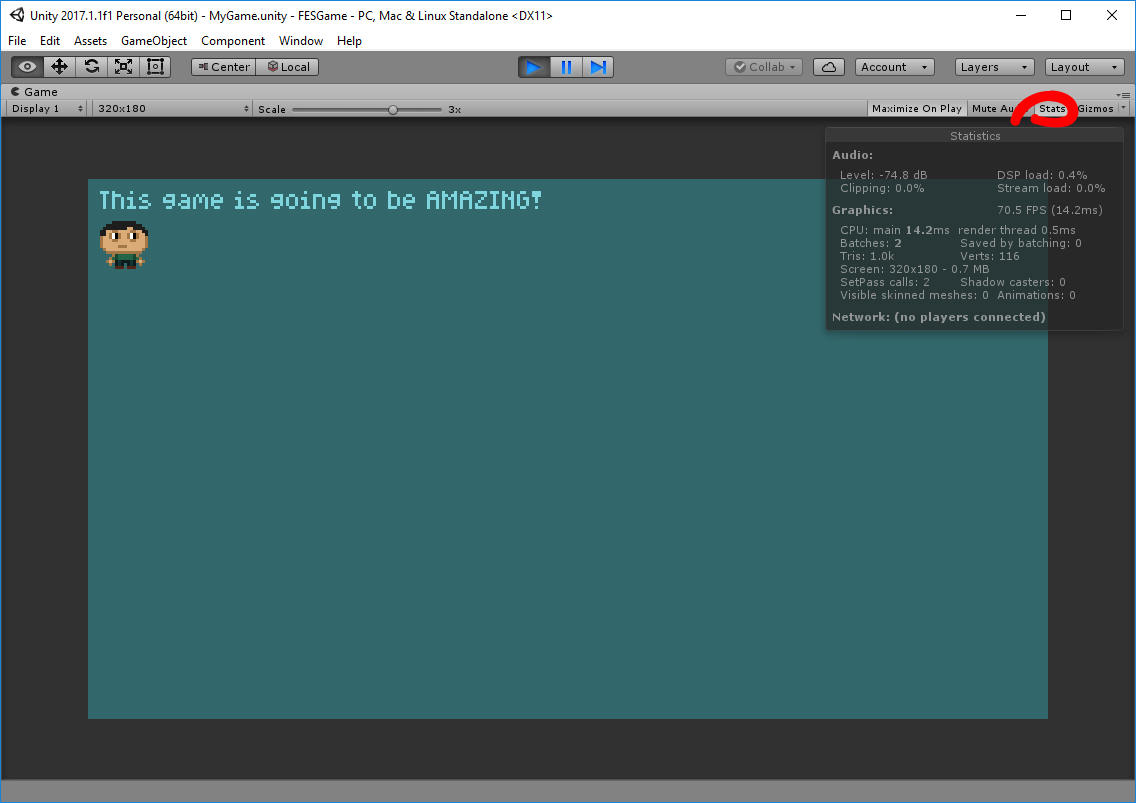 Unity 2017.1.1f1 Personal (64bit) - MyGame.unity - FESGame - PC, Mac & Linux Standalone <DX11>
File Edit Assets GameObject Component Window Help
Center Local Collab Account Layers Layout
Game
Display 1 320x180 Scale 3x Maximize On Play Mute Stats Gizmos
Statistics
Audio:
Level: -74.8 dB DSP load: 0.4%
Clipping: 0.0% Stream load: 0.0%
This game is going to be AMAZING!
Graphics: 70.5 FPS (14.2ms)
CPU: main 14.2ms render thread 0.5ms
Batches: 2 Saved by batching: 0
Tris: 1.0k Verts: 116
Screen: 320x180 - 0.7 MB
SetPass calls: 2 Shadow casters: 0
Visible skinned meshes: 0 Animations: 0
Network: (no players connected)